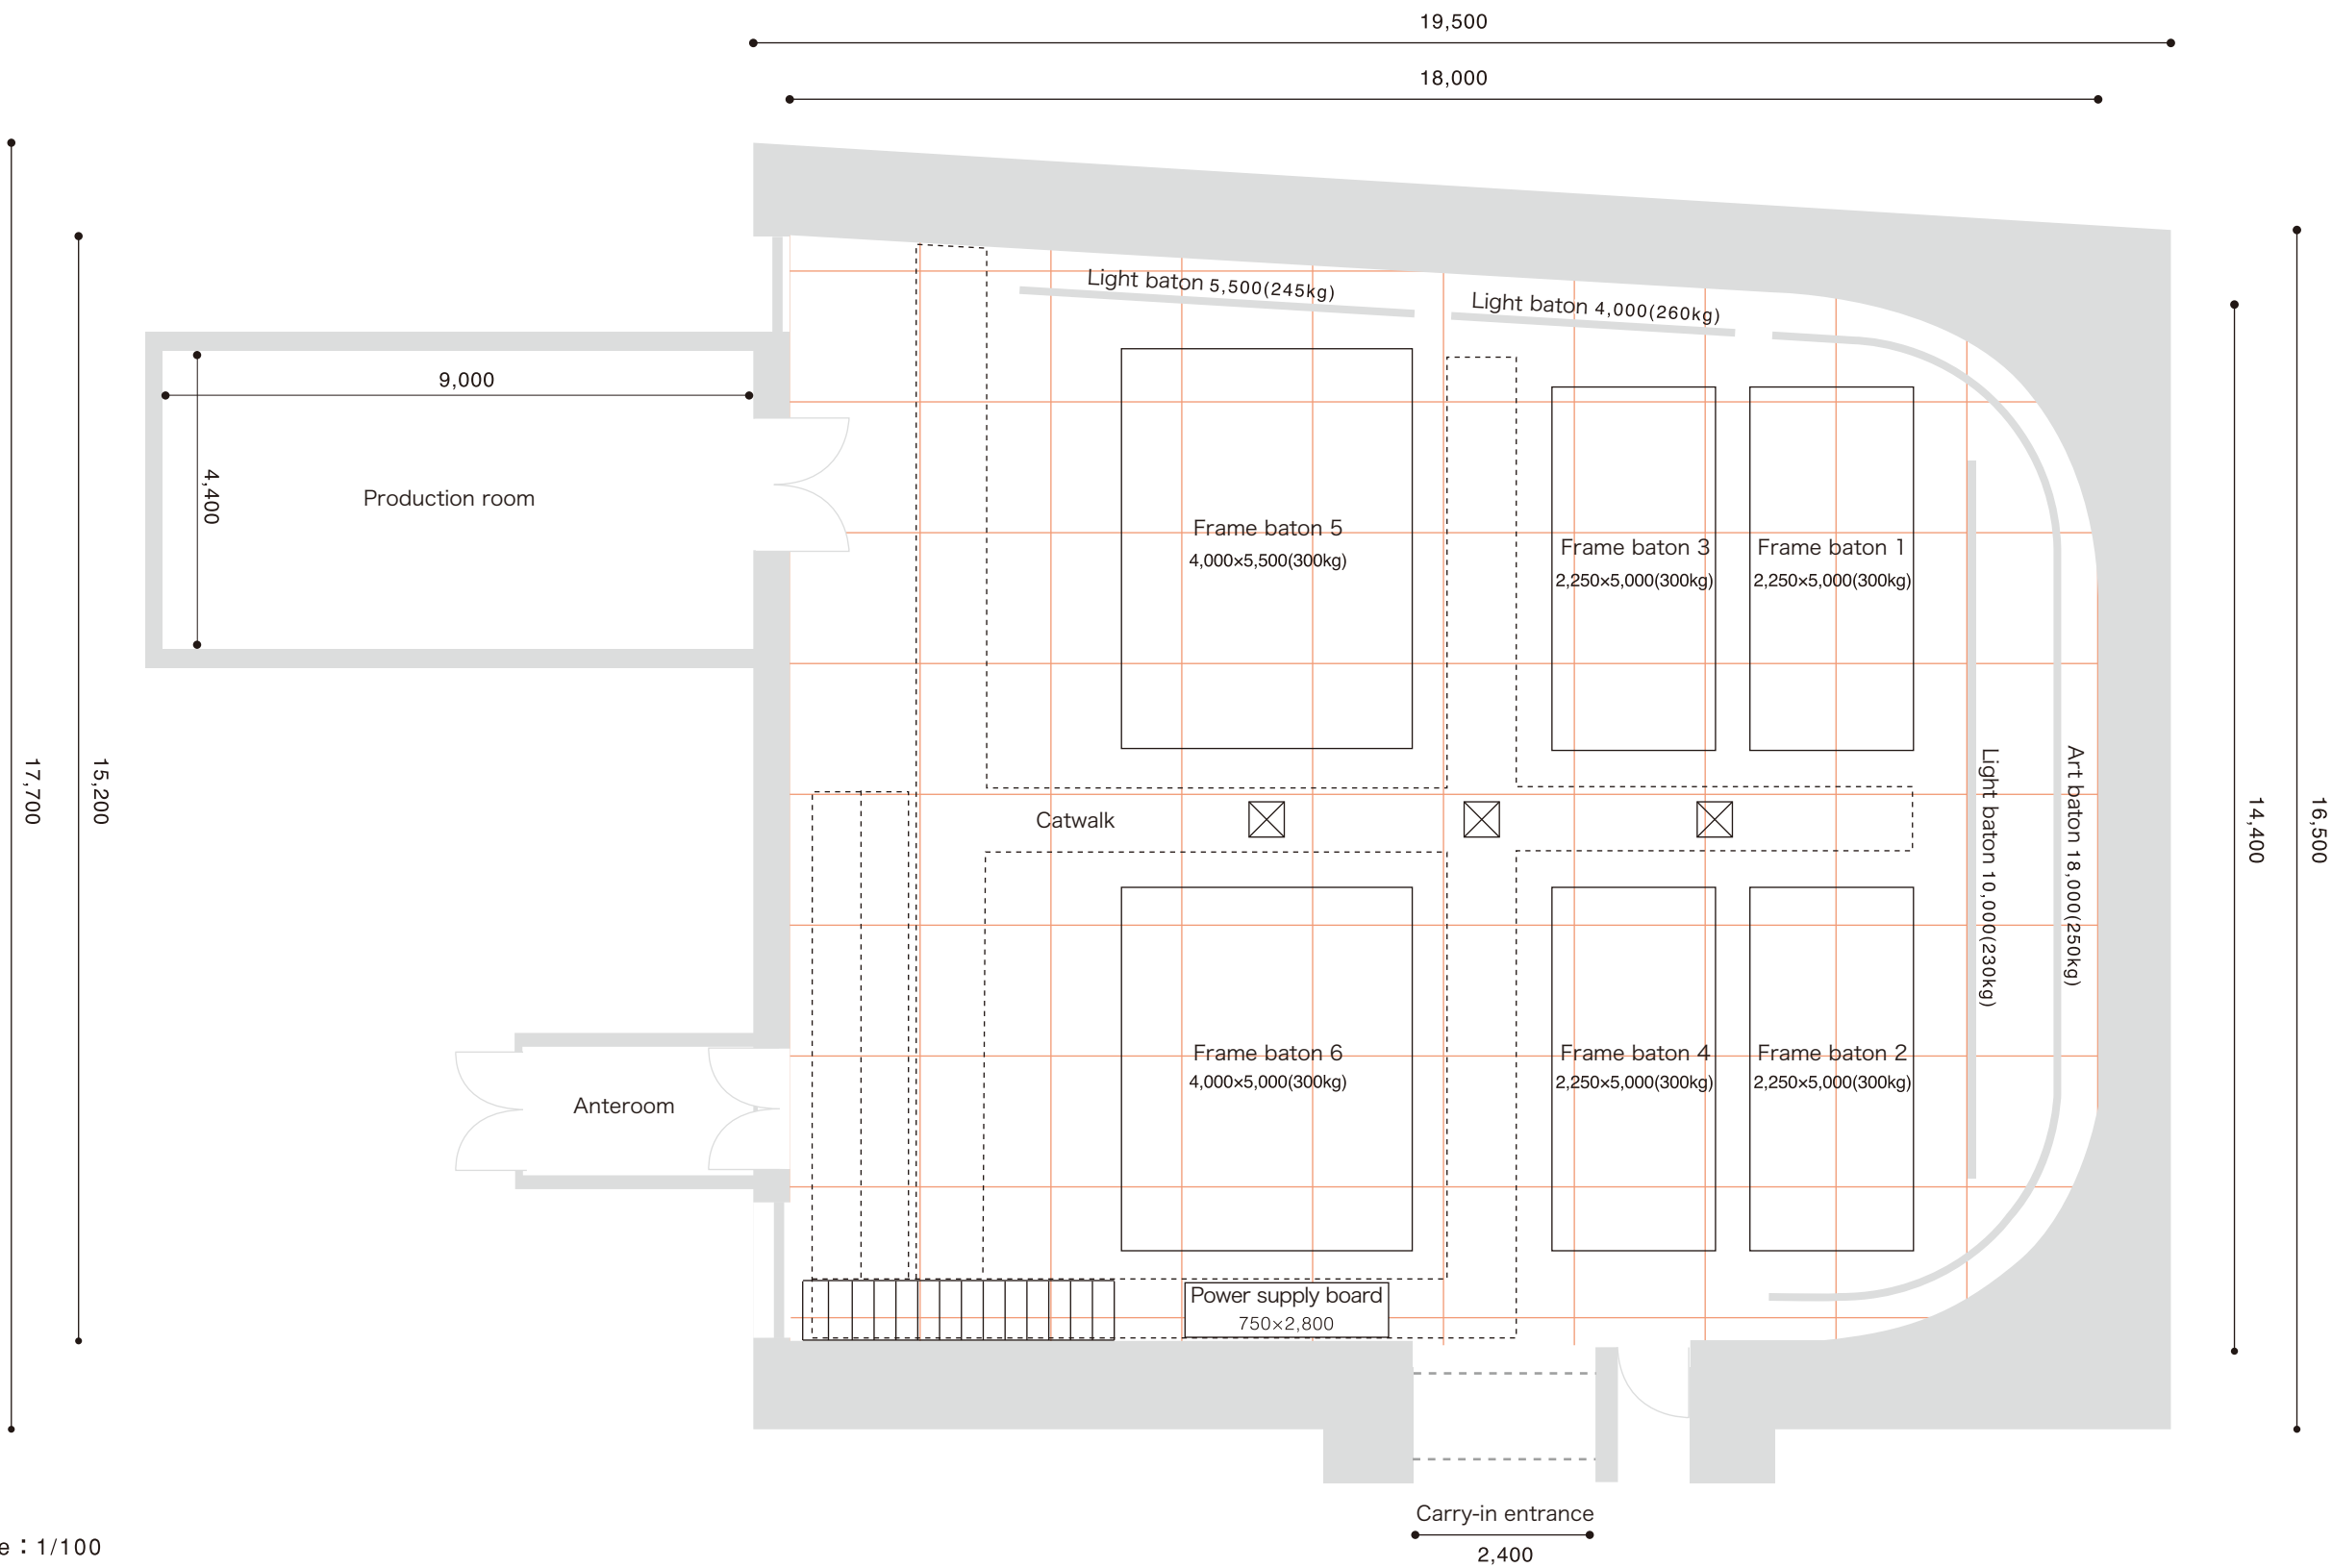 19,500
18,000
Light baton 5,500(245kg)
Light baton 4,000(260kg)
9,000
4,400
Production room
Frame baton 5
4,000×5,500(300kg)
Frame baton 3
2,250×5,000(300kg)
Frame baton 1
2,250×5,000(300kg)
17,700
15,200
Catwalk
Light baton 10,000(230kg)
Art baton 18,000(250kg)
14,400
16,500
Anteroom
Frame baton 6
4,000×5,000(300kg)
Frame baton 4
2,250×5,000(300kg)
Frame baton 2
2,250×5,000(300kg)
Power supply board
750×2,800
Carry-in entrance
2,400
e：1/100